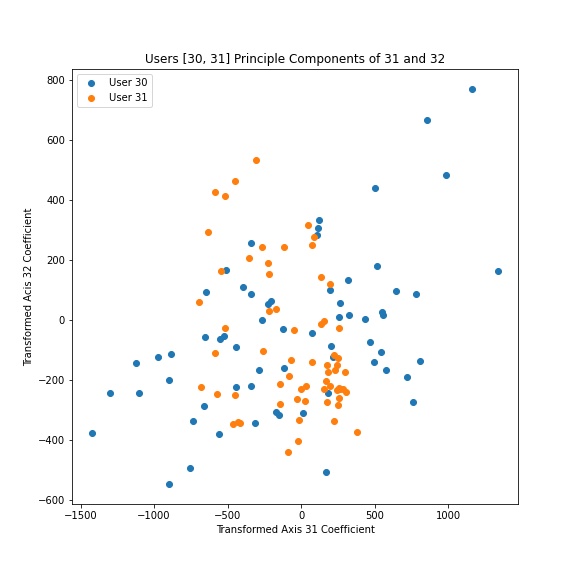 Users [30, 31] Principle Components of 31 and 32
User 30
User 31
800
600
400
200
0
−200
−400
−600
Transformed Acis 32 Coefficient
−1500
−1000
−500
0
500
1000
Transformed Axis 31 Coefficient